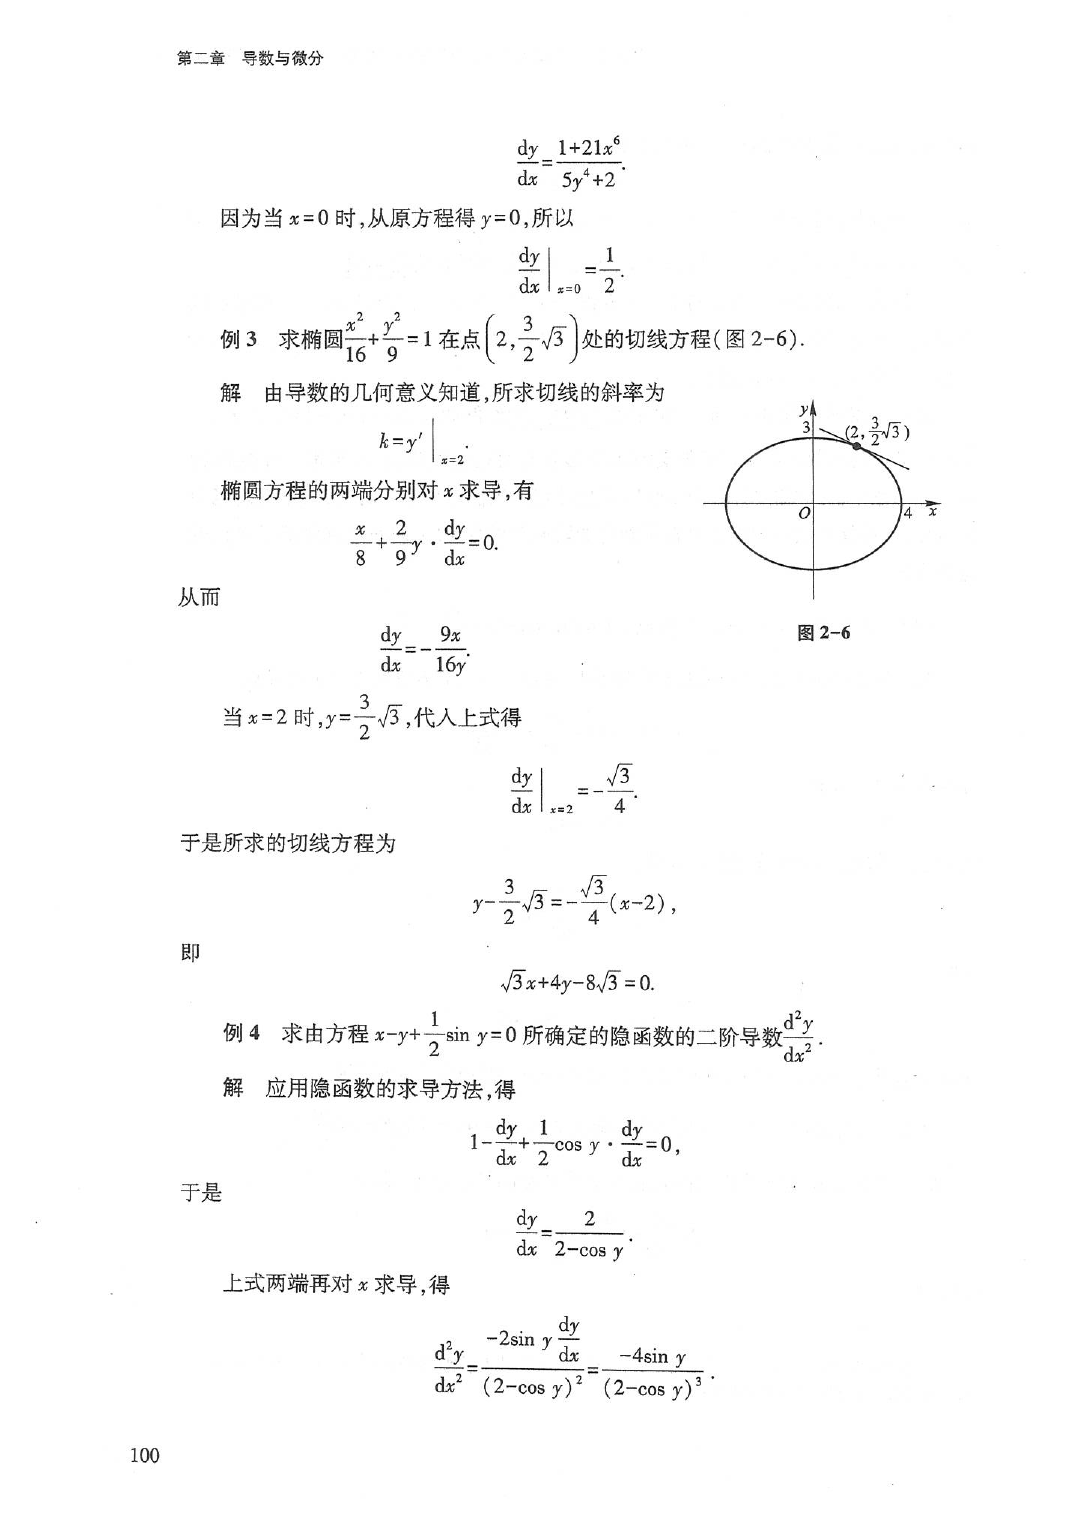 第二章 导数与微分
dy/dx = (1+21x⁶)/(5y⁴+2).
因为当 x=0 时,从原方程得 y=0,所以
dy/dx |ₓ₌₀ = 1/2.
例 3 求椭圆 x²/16 + y²/9 = 1 在点 (2, 3/2 √3) 处的切线方程(图 2-6).
解 由导数的几何意义知道,所求切线的斜率为
k=y′ |ₓ₌₂.
椭圆方程的两端分别对 x 求导,有
x/8 + 2/9 y · dy/dx = 0.
从而
dy/dx = - 9x/16y.
y
3
(2, 3/2 √3)
O
4
x
图 2-6
当 x=2 时,y= 3/2 √3,代入上式得
dy/dx |ₓ₌₂ = - √3/4.
于是所求的切线方程为
y- 3/2 √3 = - √3/4 (x-2),
即
√3x+4y-8√3=0.
例 4 求由方程 x-y+ 1/2 sin y=0 所确定的隐函数的二阶导数 d²y/dx².
解 应用隐函数的求导方法,得
1- dy/dx + 1/2 cos y · dy/dx = 0,
于是
dy/dx = 2/(2-cos y).
上式两端再对 x 求导,得
d²y/dx² = (-2sin y dy/dx)/(2-cos y)² = (-4sin y)/(2-cos y)³.
100